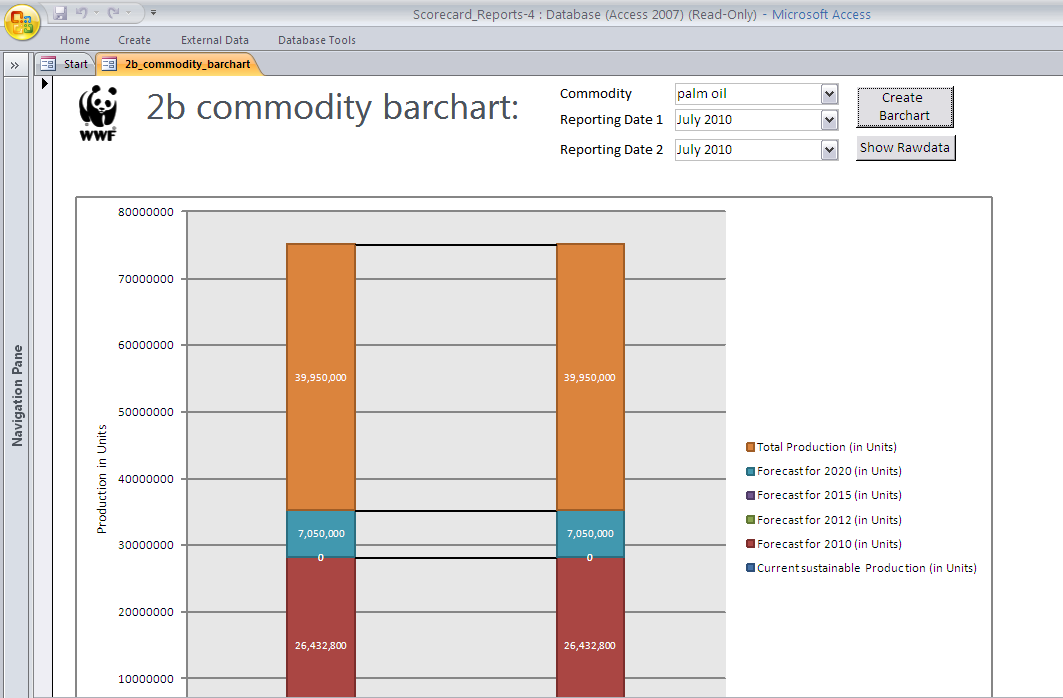 Scorecard_Reports-4 : Database (Access 2007) (Read-Only) - Microsoft Access
Home Create External Data Database Tools
» Start 2b_commodity_barchart
WWF
2b commodity barchart:
Commodity palm oil
Reporting Date 1 July 2010
Reporting Date 2 July 2010
Create
Barchart
Show Rawdata
Navigation Pane
Production in Units
80000000
70000000
60000000
50000000
40000000
30000000
20000000
10000000
39,950,000 39,950,000
7,050,000 7,050,000
0 0
26,432,800 26,432,800
Total Production (in Units)
Forecast for 2020 (in Units)
Forecast for 2015 (in Units)
Forecast for 2012 (in Units)
Forecast for 2010 (in Units)
Current sustainable Production (in Units)